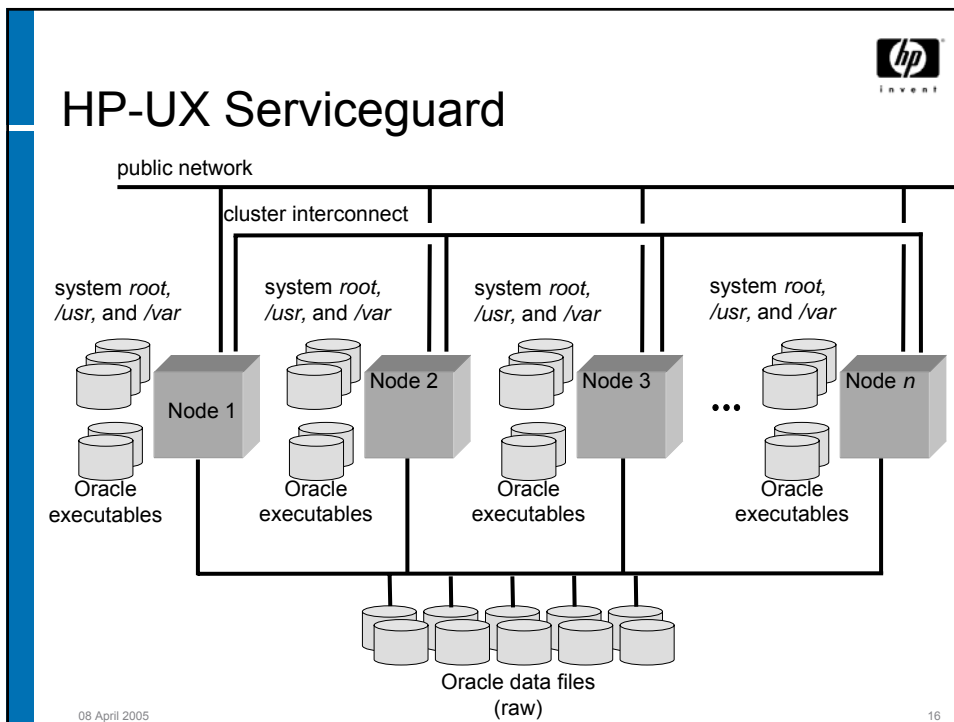 hp
invent
HP-UX Serviceguard
public network
cluster interconnect
system root,
/usr, and /var
system root,
/usr, and /var
system root,
/usr, and /var
system root,
/usr, and /var
Node 1
Node 2
Node 3
...
Node n
Oracle
executables
Oracle
executables
Oracle
executables
Oracle
executables
Oracle data files
(raw)
08 April 2005
16